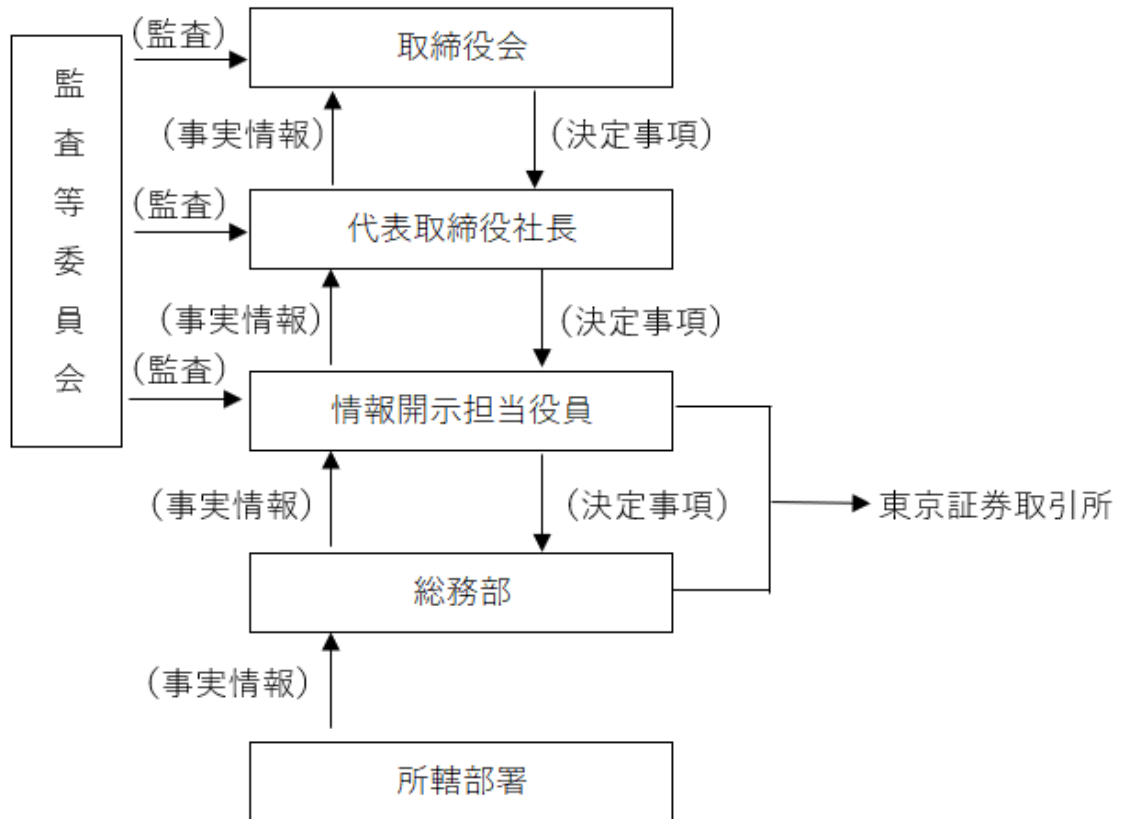 監査等委員会
（監査）
取締役会
（事実情報）
（決定事項）
（監査）
代表取締役社長
（事実情報）
（決定事項）
（監査）
情報開示担当役員
（事実情報）
（決定事項）
東京証券取引所
総務部
（事実情報）
所轄部署